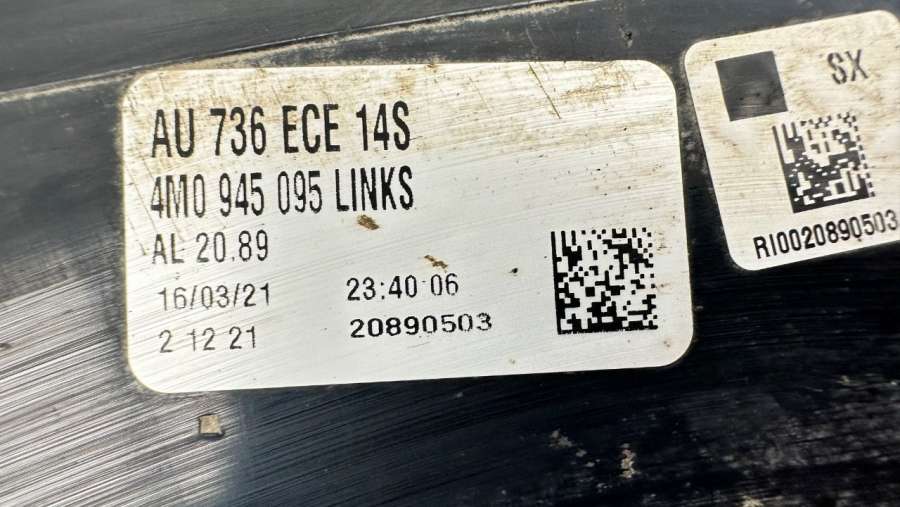 AU 736 ECE 14S
4M0 945 095 LINKS
AL 20.89
16/03/21 23:40:06
2 12 21 20890503
SX
RI0020890503